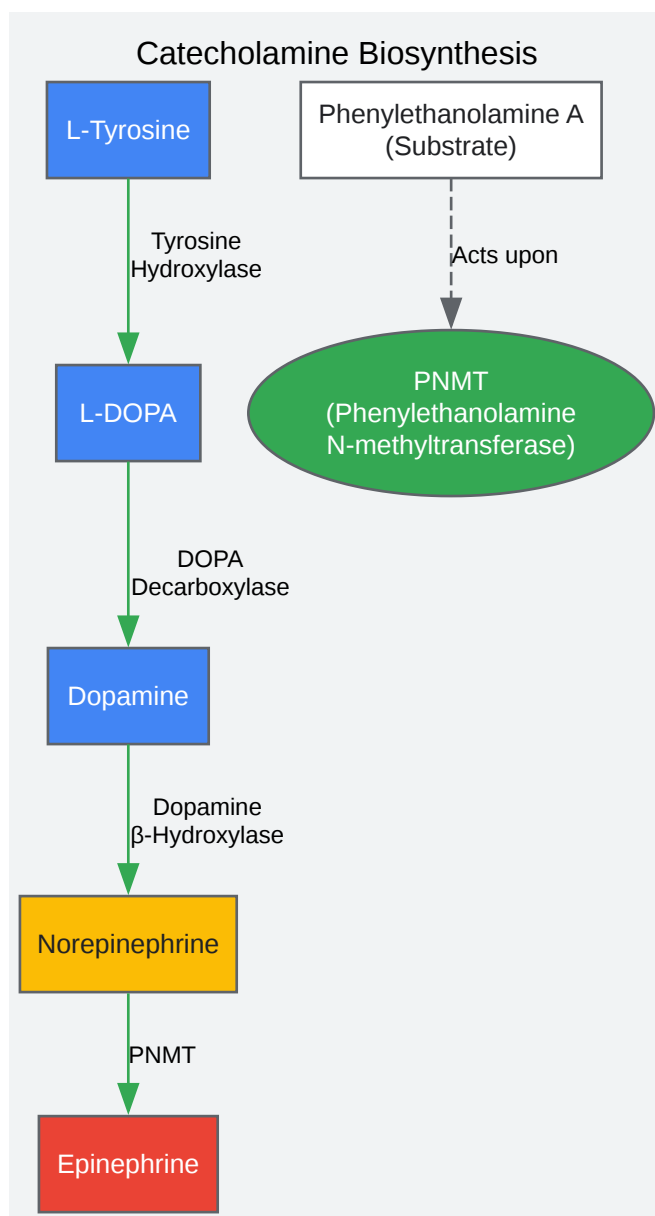 Catecholamine Biosynthesis
L-Tyrosine
Phenylethanolamine A
(Substrate)
Tyrosine
Hydroxylase
Acts upon
L-DOPA
PNMT
(Phenylethanolamine
N-methyltransferase)
DOPA
Decarboxylase
Dopamine
Dopamine
β-Hydroxylase
Norepinephrine
PNMT
Epinephrine